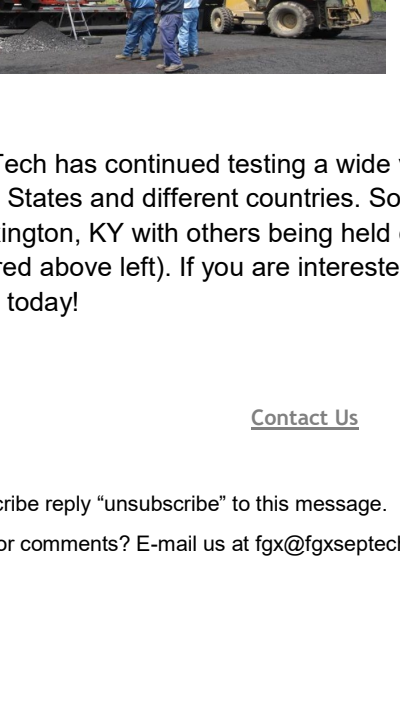 Tech has continued testing a wide
States and different countries. So
ington, KY with others being held
red above left). If you are intereste
today!
Contact Us
cribe reply “unsubscribe” to this message.
or comments? E-mail us at fgx@fgxseptech